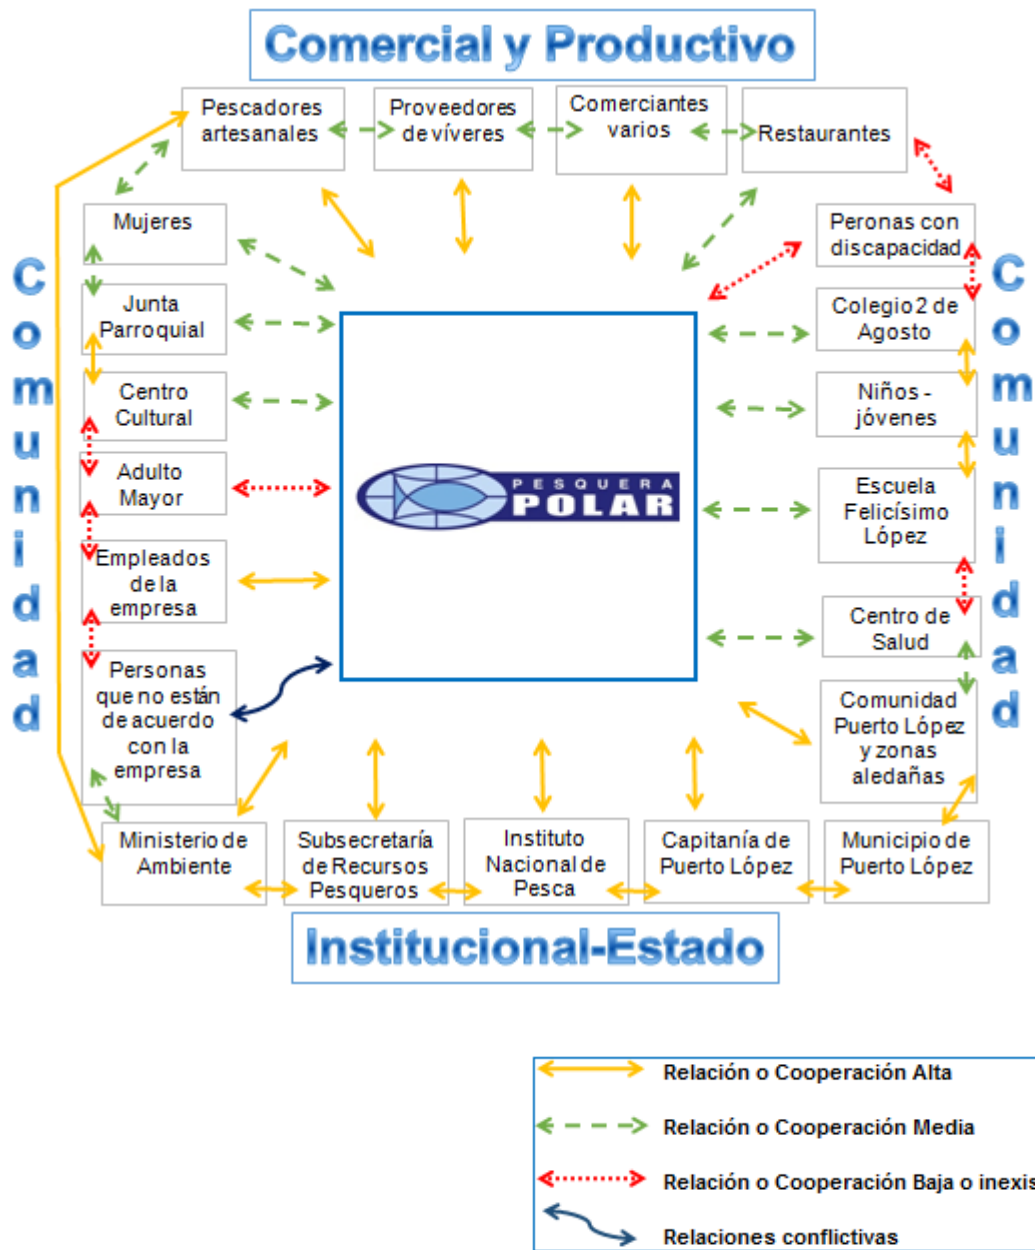 Comercial y Productivo
Pescadores
artesanales
Proveedores
de víveres
Comerciantes
varios
Restaurantes
Mujeres
Junta
Parroquial
Centro
Cultural
Adulto
Mayor
Empleados
de la
empresa
Personas
que no están
de acuerdo
con la
empresa
Comunidad
PESQUERA
POLAR
Peronas con
discapacidad
Colegio 2 de
Agosto
Niños -
jóvenes
Escuela
Felicísimo
López
Centro de
Salud
Comunidad
Puerto López
y zonas
aledañas
Comunidad
Ministerio de
Ambiente
Subsecretaría
de Recursos
Pesqueros
Instituto
Nacional de
Pesca
Capitanía de
Puerto López
Municipio de
Puerto López
Institucional-Estado
Relación o Cooperación Alta
Relación o Cooperación Media
Relación o Cooperación Baja o inexis
Relaciones conflictivas